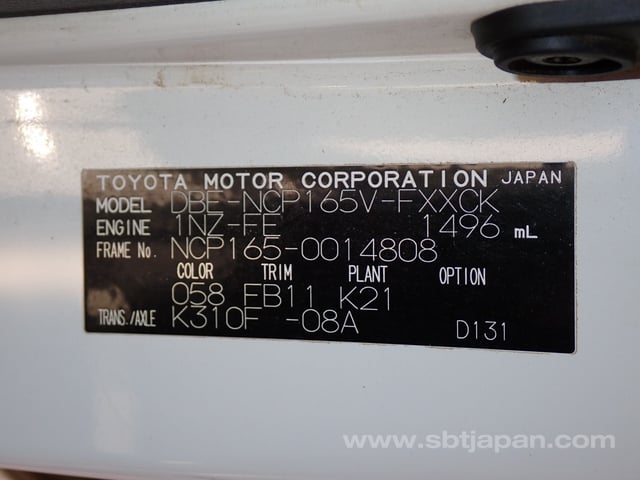 TOYOTA MOTOR CORPORATION JAPAN
MODEL DBE-NCP165V-FXXCK
ENGINE 1NZ-FE 1496 mL
FRAME No. NCP165-0014808
COLOR TRIM PLANT OPTION
058 FB11 K21
TRANS./AXLE K310F -08A D131
www.sbtjapan.com